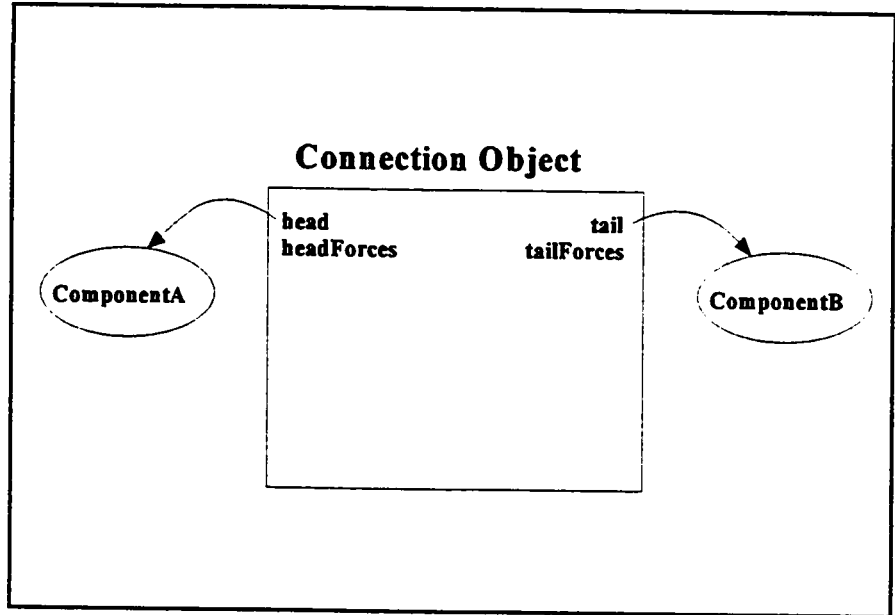 Connection Object
head
headForces
tail
tailForces
ComponentA
ComponentB